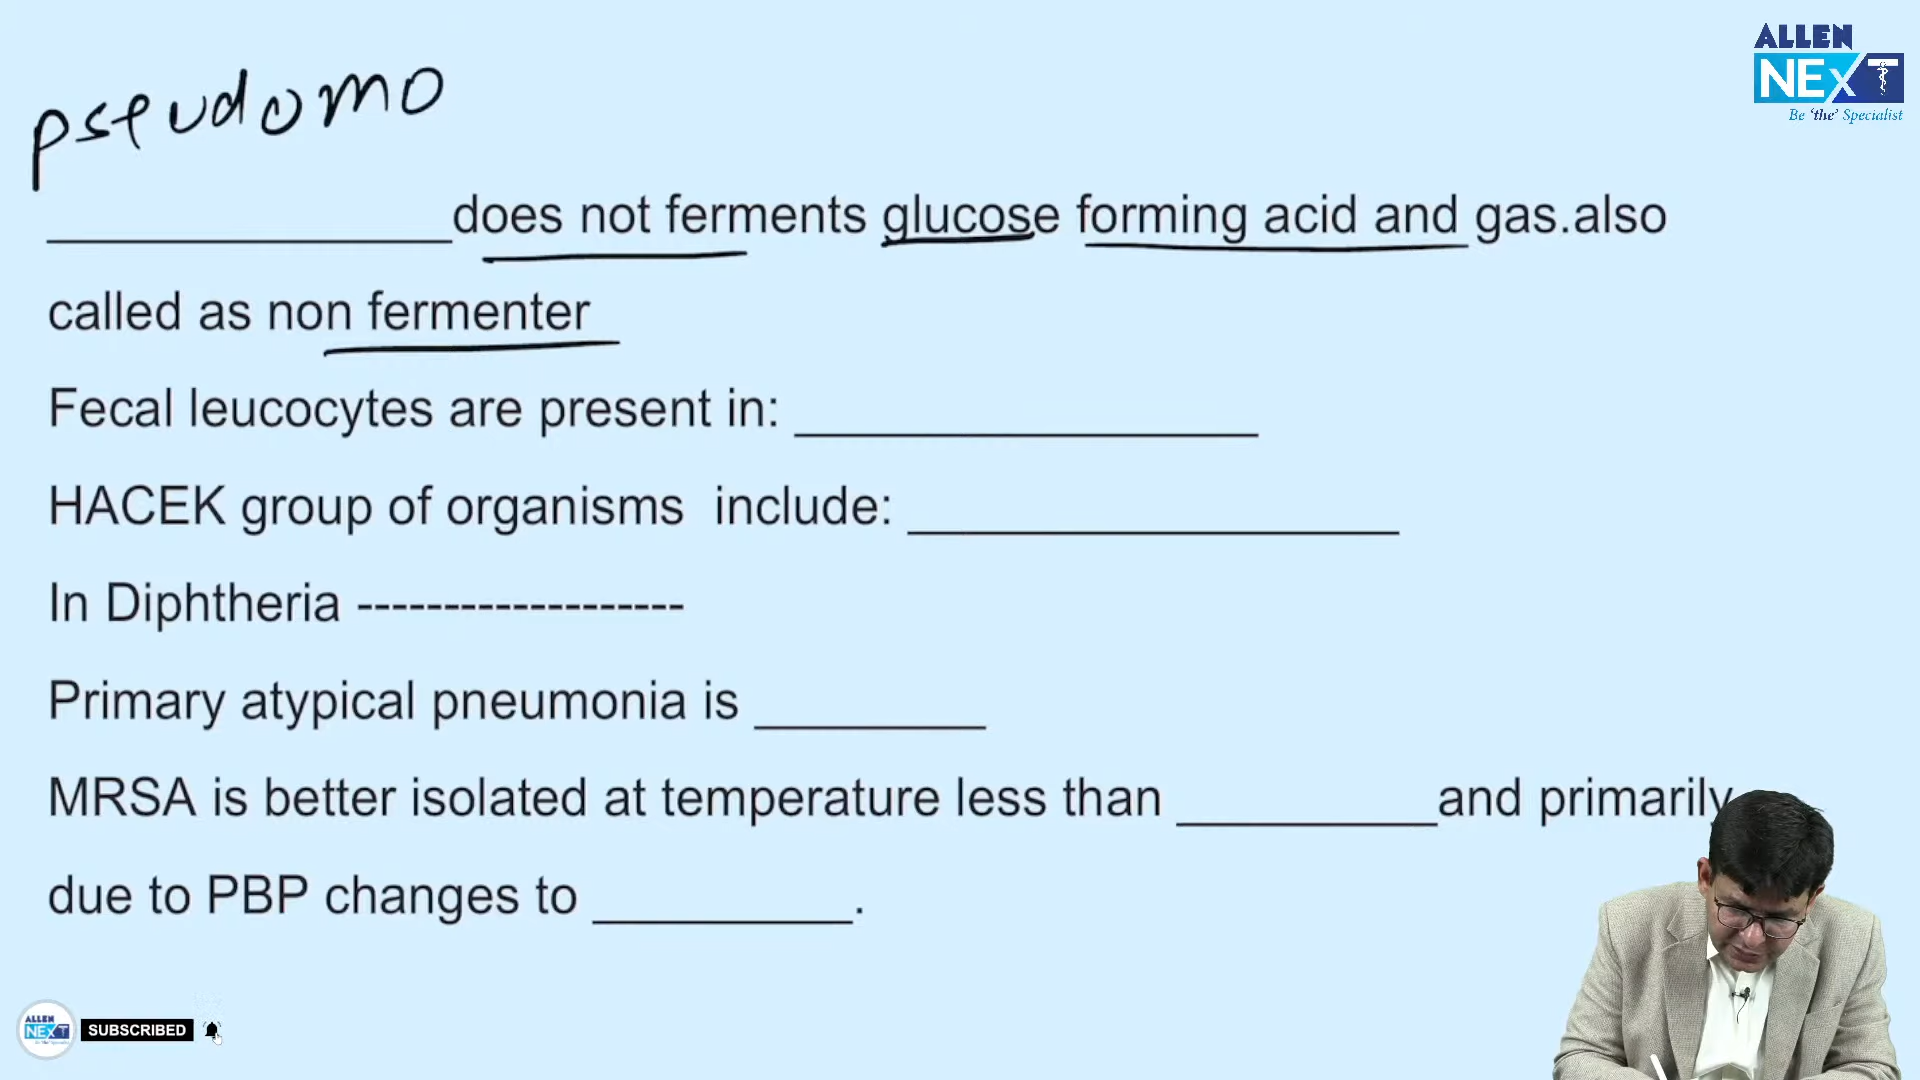 ALLEN
NEXT
Be 'the' Specialist
pseudomo
_______________does not ferments glucose forming acid and gas.also
called as non fermenter
Fecal leucocytes are present in: _________________
HACEK group of organisms include: __________________
In Diphtheria -------------------
Primary atypical pneumonia is _________
MRSA is better isolated at temperature less than __________and primarily
due to PBP changes to __________.
ALLEN
NEXT
SUBSCRIBED